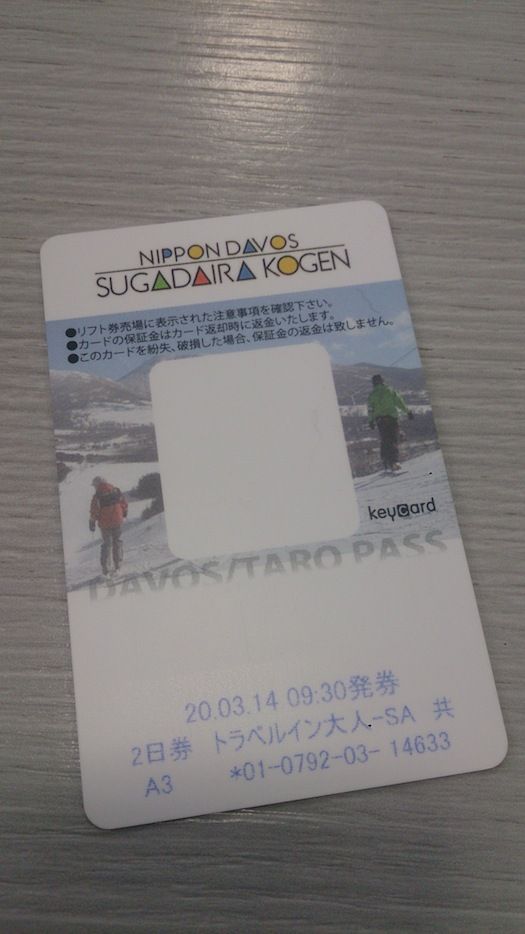 NIPPON DAVOS
SUGADAIRA KOGEN
●リフト券売場に表示された注意事項を確認下さい。
●カードの保証金はカード返却時に返金いたします。
●このカードを紛失、破損した場合、保証金の返金は致しません。
keycard
DAVOS/TARO PASS
20.03.14 09:30発券
2日券 トラベルイン大人-SA 共
A3 *01-0792-03- 14633